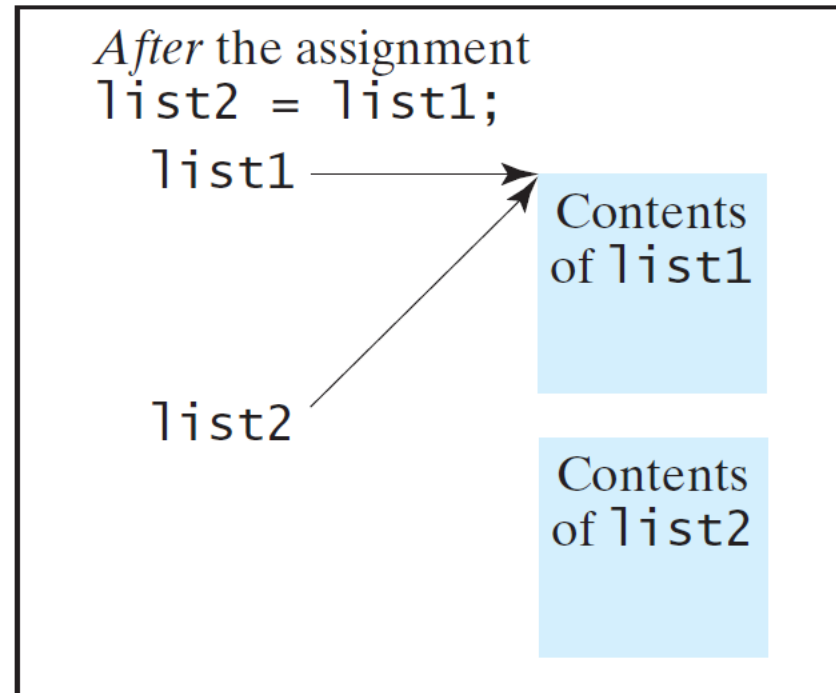 After the assignment
list2 = list1;
list1
Contents
of list1
list2
Contents
of list2